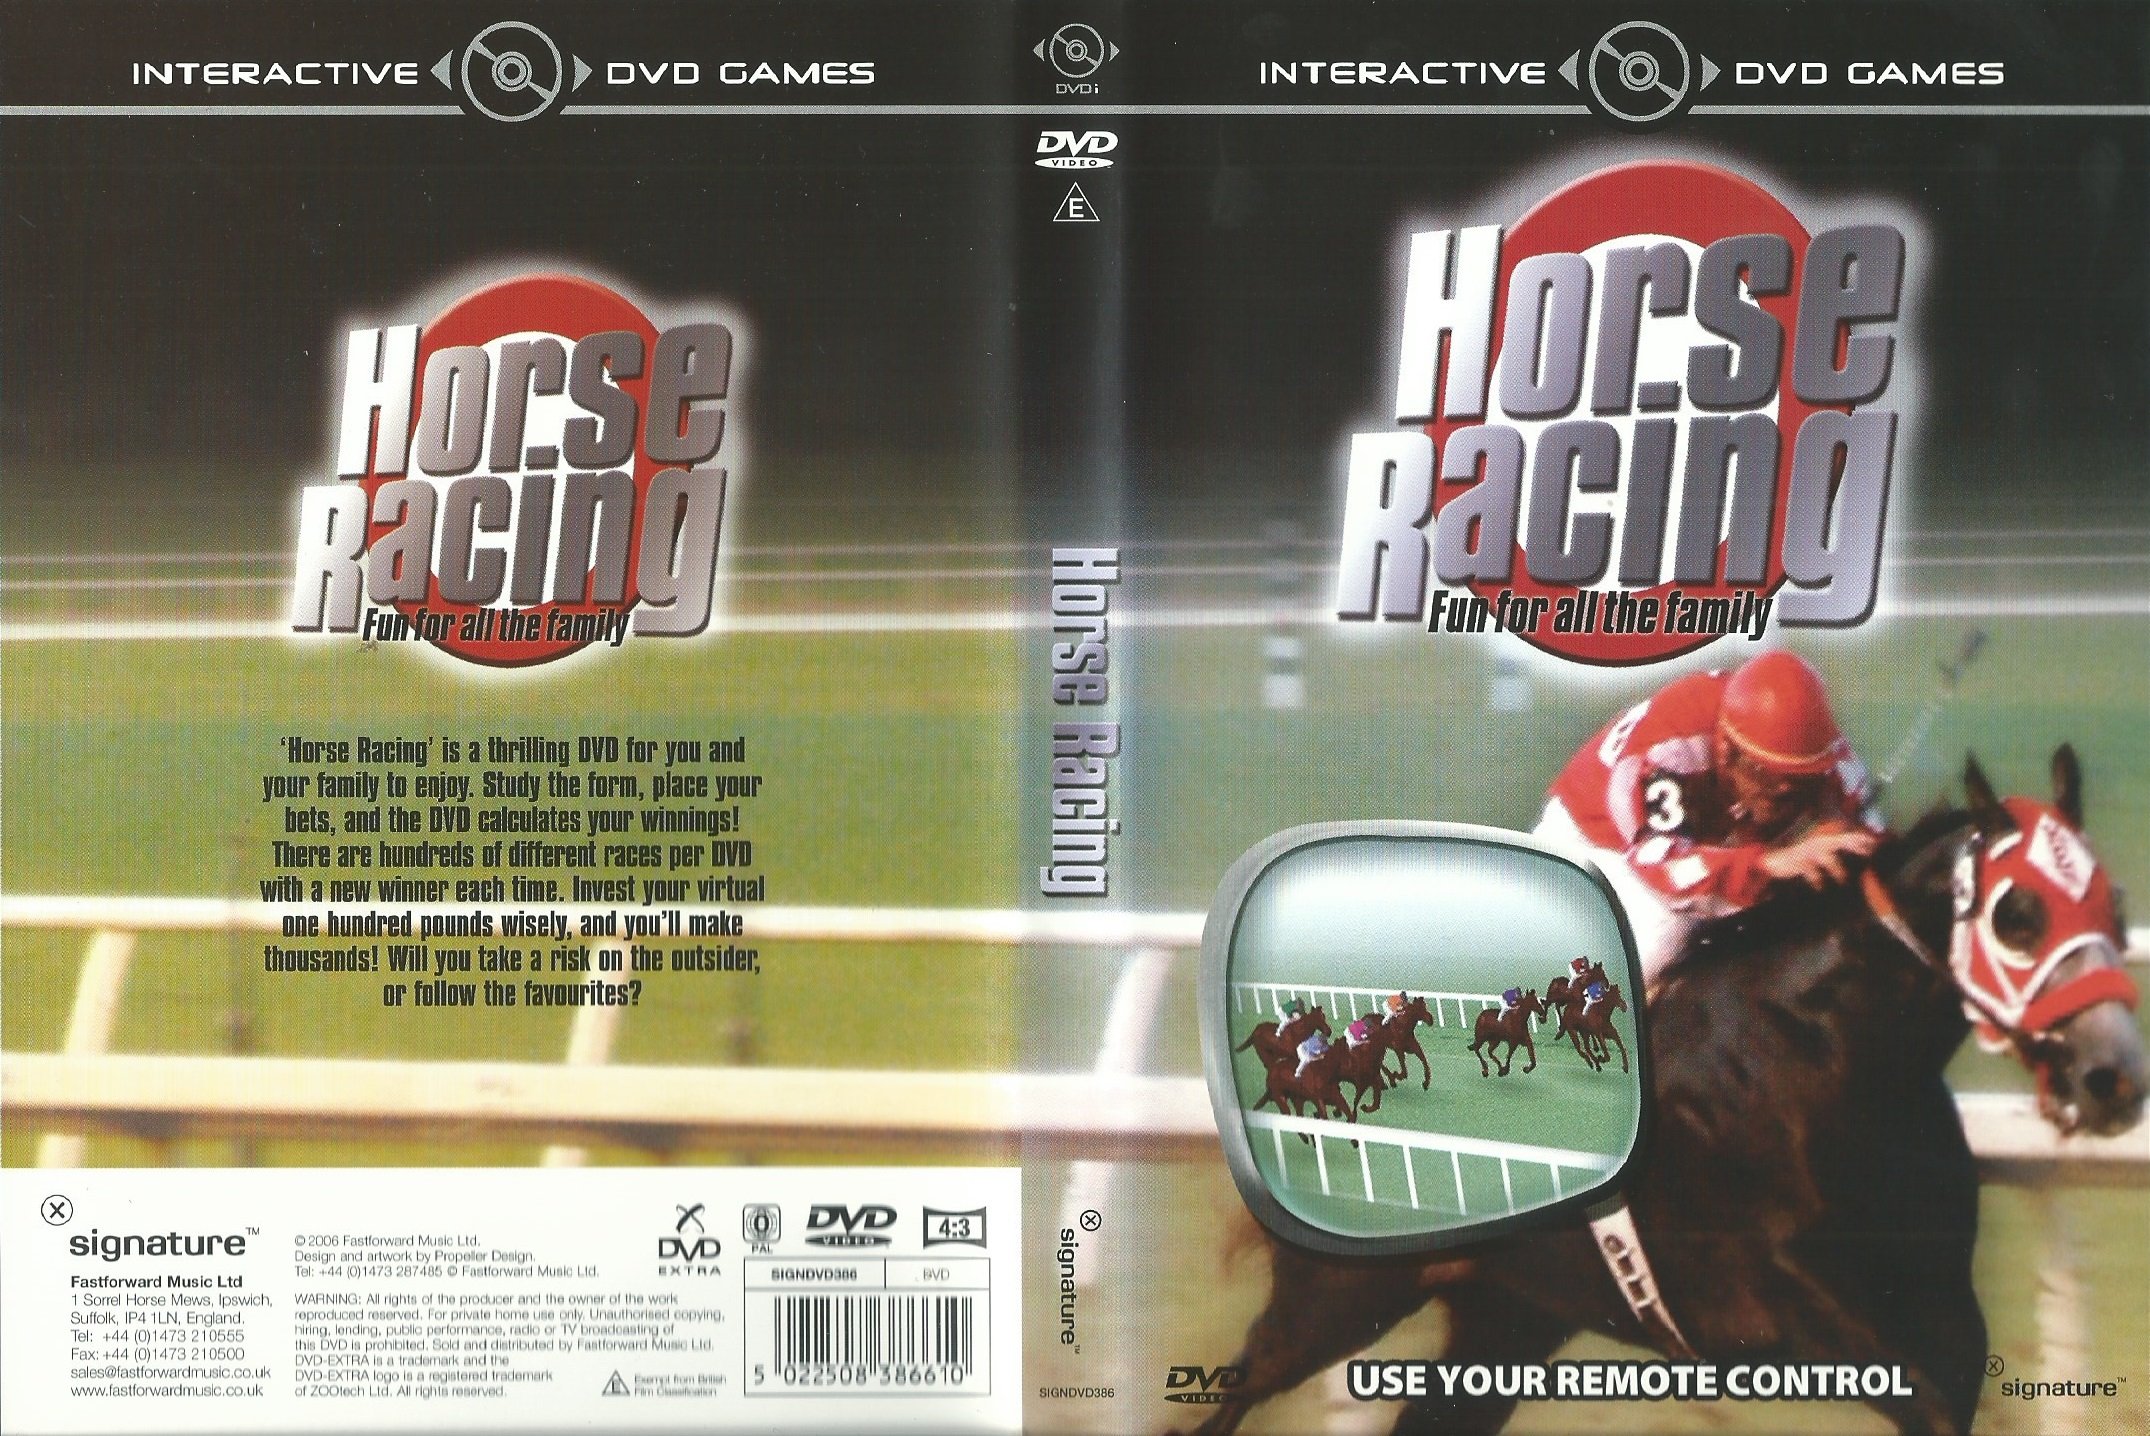 INTERACTIVE DVD GAMES
Horse
Racing
Fun for all the family
‘Horse Racing’ is a thrilling DVD for you and
your family to enjoy. Study the form, place your
bets, and the DVD calculates your winnings!
There are hundreds of different races per DVD
with a new winner each time. Invest your virtual
one hundred pounds wisely, and you’ll make
thousands! Will you take a risk on the outsider,
or follow the favourites?
signature™
Fastforward Music Ltd
1 Sorrel Horse Mews, Ipswich,
Suffolk, IP4 1LN, England.
Tel: +44 (0)1473 210555
Fax: +44 (0)1473 210500
sales@fastforwardmusic.co.uk
www.fastforwardmusic.co.uk
© 2006 Fastforward Music Ltd.
Design and artwork by Propeller Design.
Tel: +44 (0)1473 287485 © Fastforward Music Ltd.
WARNING: All rights of the producer and the owner of the work
reproduced reserved. For private home use only. Unauthorised copying,
hiring, lending, public performance, radio or TV broadcasting of
this DVD is prohibited. Sold and distributed by Fastforward Music Ltd.
DVD-EXTRA is a trademark and the
DVD-EXTRA logo is a registered trademark
of ZOOtech Ltd. All rights reserved.
E Exempt from British
Film Classification
DVD
EXTRA
0
PAL
DVD
VIDEO
4:3
SIGNDVD386
DVD
5 022508 386610
DVDi
DVD
VIDEO
E
Horse Racing
signature™
SIGNDVD386
INTERACTIVE DVD GAMES
Horse
Racing
Fun for all the family
3
DVD
VIDEO
USE YOUR REMOTE CONTROL
signature™